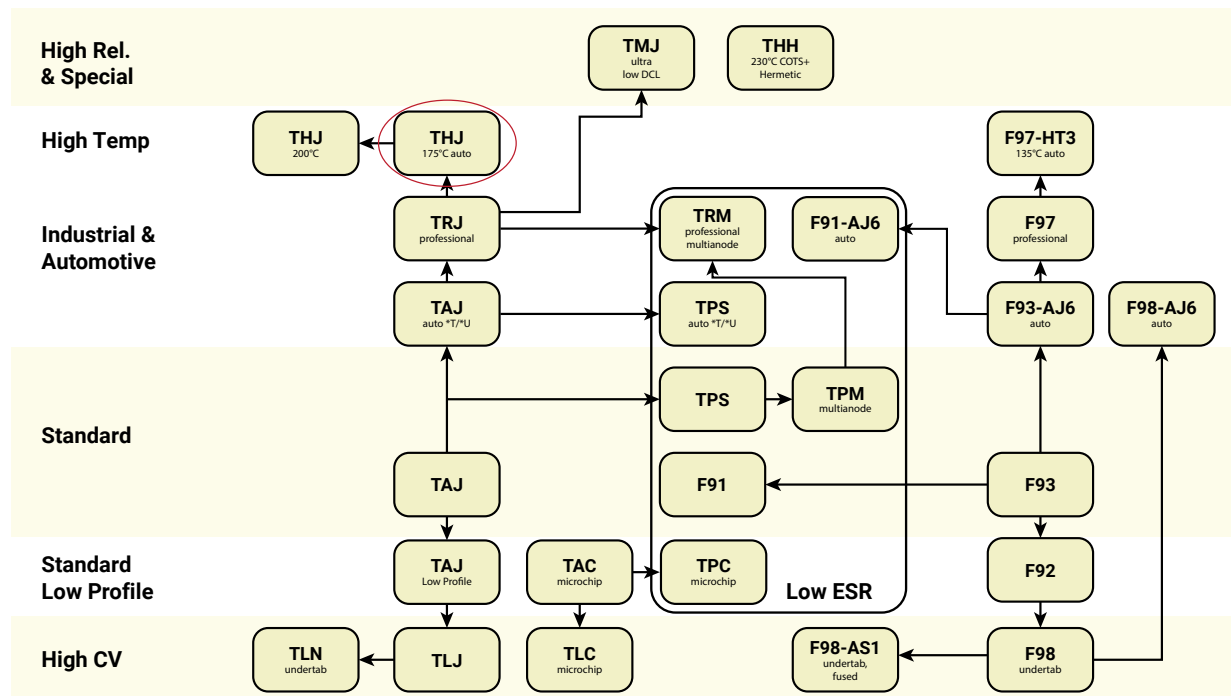 High Rel.
& Special
TMJ
ultra
low DCL
THH
230°C COTS+
Hermetic
High Temp
THJ
200°C
THJ
175°C auto
F97-HT3
135°C auto
Industrial &
Automotive
TRJ
professional
TRM
professional
multianode
F91-AJ6
auto
F97
professional
TAJ
auto *T/*U
TPS
auto *T/*U
F93-AJ6
auto
F98-AJ6
auto
Standard
TPS
TPM
multianode
TAJ
F91
F93
Standard
Low Profile
TAJ
Low Profile
TAC
microchip
TPC
microchip
Low ESR
F92
High CV
TLN
undertab
TLJ
TLC
microchip
F98-AS1
undertab,
fused
F98
undertab